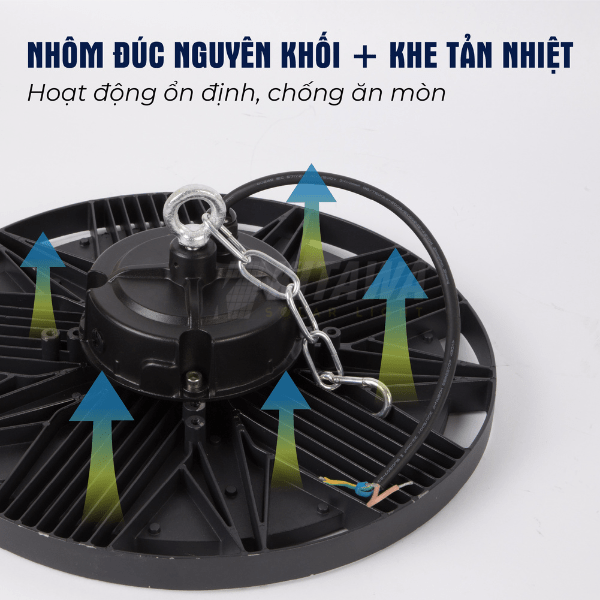 NHÔM ĐÚC NGUYÊN KHỐI + KHE TẢN NHIỆT
Hoạt động ổn định, chống ăn mòn